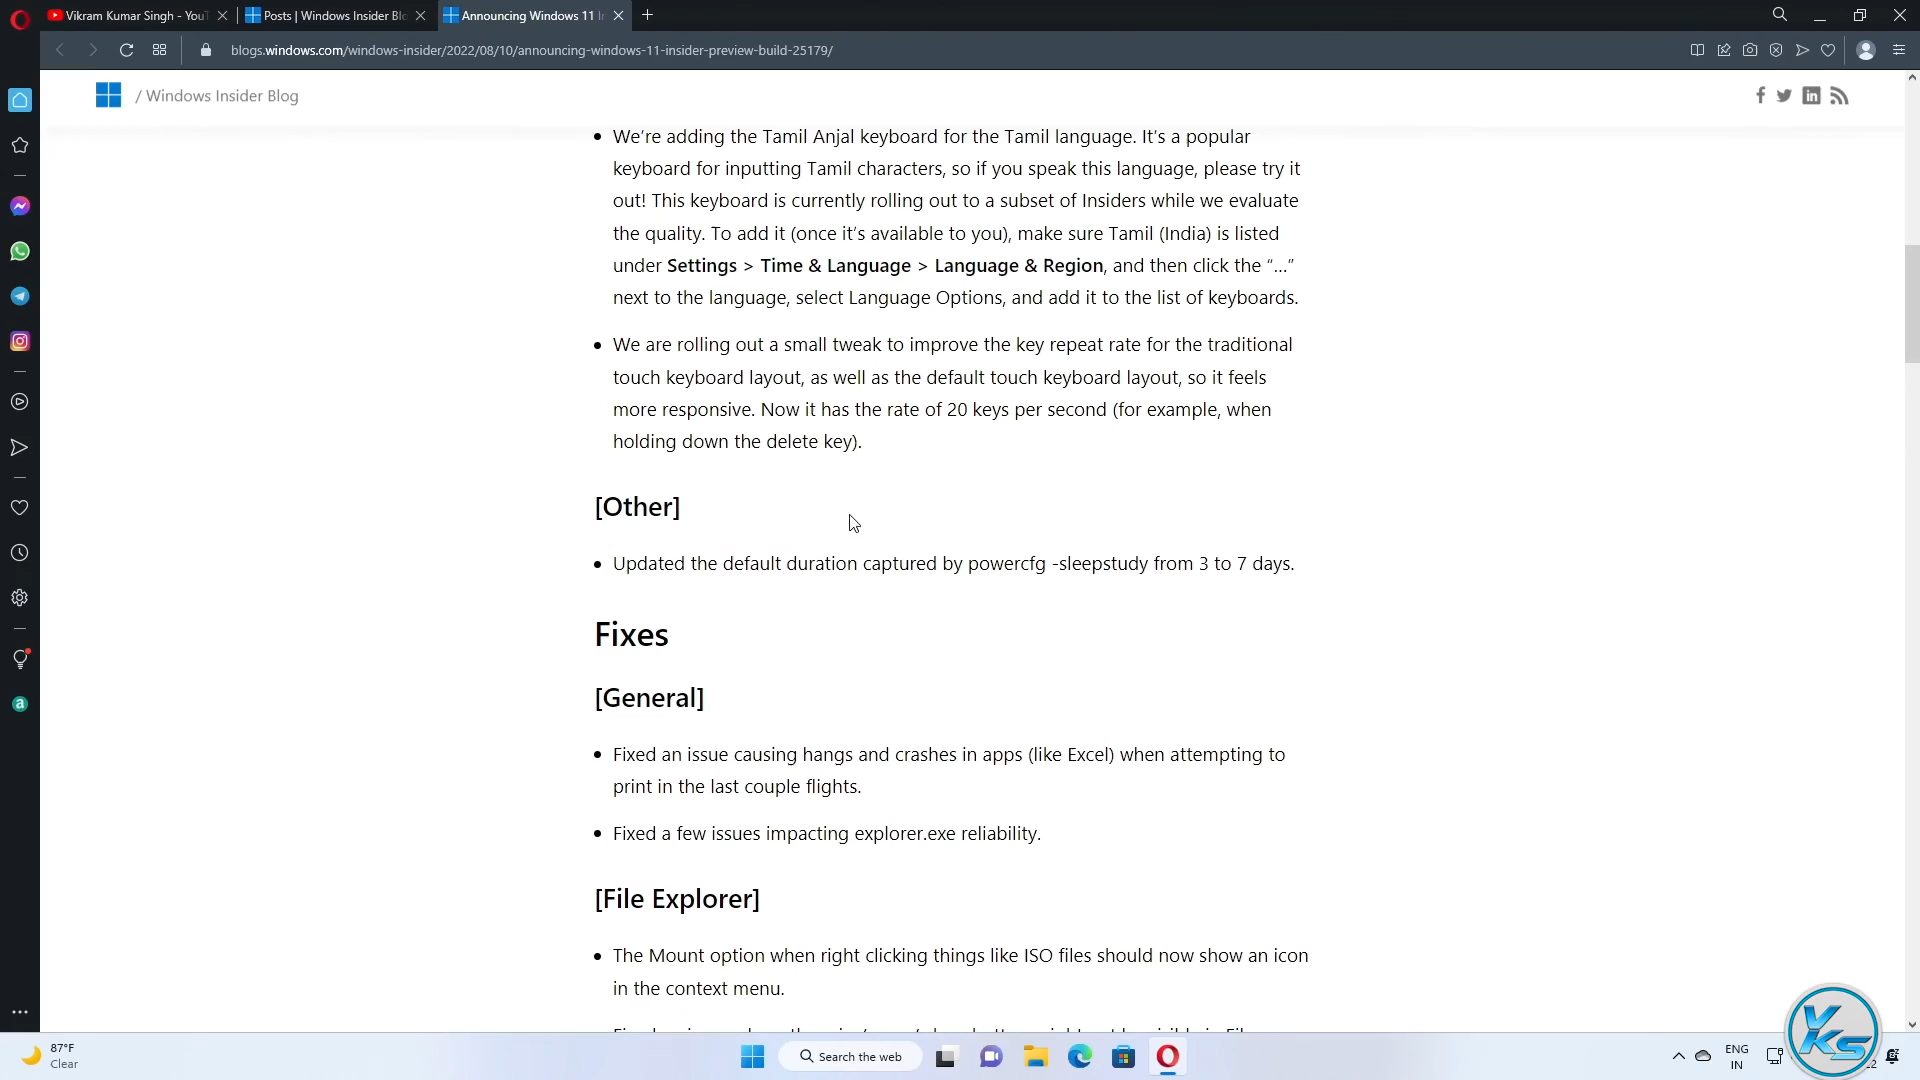 Vikram Kumar Singh - YouT
Posts | Windows Insider Blo
Announcing Windows 11 In
blogs.windows.com/windows-insider/2022/08/10/announcing-windows-11-insider-preview-build-25179/
/ Windows Insider Blog
• We’re adding the Tamil Anjal keyboard for the Tamil language. It’s a popular
keyboard for inputting Tamil characters, so if you speak this language, please try it
out! This keyboard is currently rolling out to a subset of Insiders while we evaluate
the quality. To add it (once it’s available to you), make sure Tamil (India) is listed
under Settings > Time & Language > Language & Region, and then click the “…”
next to the language, select Language Options, and add it to the list of keyboards.
• We are rolling out a small tweak to improve the key repeat rate for the traditional
touch keyboard layout, as well as the default touch keyboard layout, so it feels
more responsive. Now it has the rate of 20 keys per second (for example, when
holding down the delete key).
[Other]
• Updated the default duration captured by powercfg -sleepstudy from 3 to 7 days.
Fixes
[General]
• Fixed an issue causing hangs and crashes in apps (like Excel) when attempting to
print in the last couple flights.
• Fixed a few issues impacting explorer.exe reliability.
[File Explorer]
• The Mount option when right clicking things like ISO files should now show an icon
in the context menu.
87°F
Clear
Search the web
ENG
IN
VKS